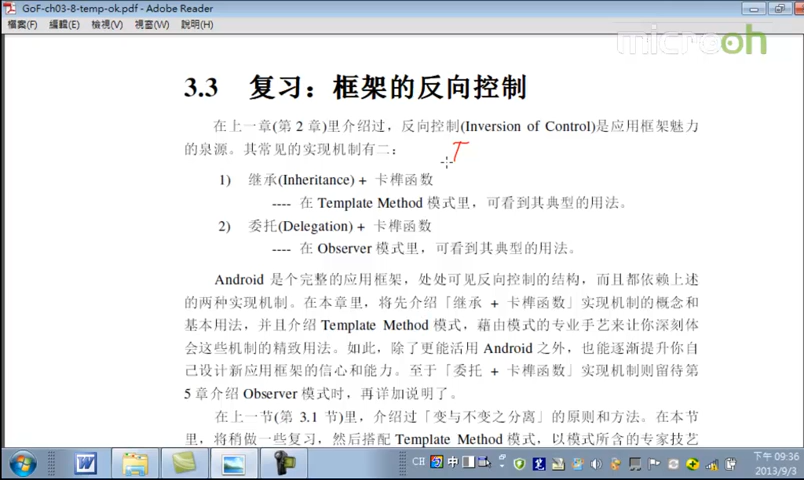 GoF-ch03-8-temp-ok.pdf - Adobe Reader
檔案(F) 編輯(E) 檢視(V) 視窗(W) 說明(H)
microoh
3.3 复习：框架的反向控制
在上一章(第 2 章)里介绍过，反向控制(Inversion of Control)是应用框架魅力
的泉源。其常见的实现机制有二：
T
1) 继承(Inheritance) + 卡榫函数
---- 在 Template Method 模式里，可看到其典型的用法。
2) 委托(Delegation) + 卡榫函数
---- 在 Observer 模式里，可看到其典型的用法。
Android 是个完整的应用框架，处处可见反向控制的结构，而且都依赖上述
的两种实现机制。在本章里，将先介绍「继承 + 卡榫函数」实现机制的概念和
基本用法，并且介绍 Template Method 模式，藉由模式的专业手艺来让你深刻体
会这些机制的精致用法。如此，除了更能活用 Android 之外，也能逐渐提升你自
己设计新应用框架的信心和能力。至于「委托 + 卡榫函数」实现机制则留待第
5 章介绍 Observer 模式时，再详加说明了。
在上一节(第 3.1 节)里，介绍过「变与不变之分离」的原则和方法。在本节
里，将稍做一些复习，然后搭配 Template Method 模式，以模式所含的专家技艺
CH 中
下午 09:36
2013/9/3